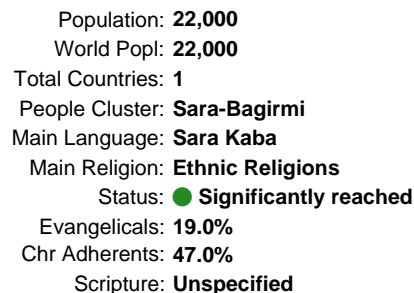 Population: 22,000
World Popl: 22,000
Total Countries: 1
People Cluster: Sara-Bagirmi
Main Language: Sara Kaba
Main Religion: Ethnic Religions
Status: Significantly reached
Evangelicals: 19.0%
Chr Adherents: 47.0%
Scripture: Unspecified